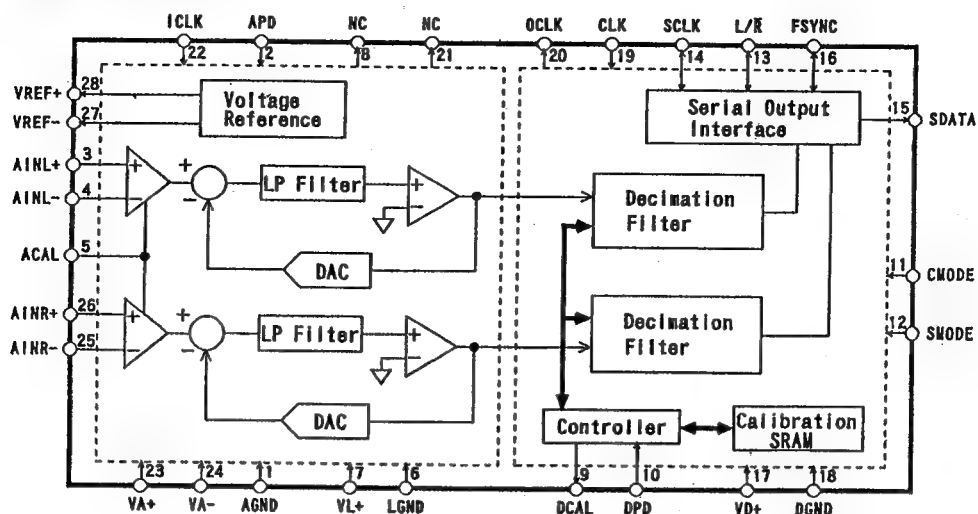 ICLK APD NC NC OCLK CLK SCLK L/R̅ FSYNC
22 2 8 21 20 19 14 13 16
VREF+ 28
VREF- 27
Voltage
Reference
Serial Output
Interface
15 SDATA
AINL+ 3
AINL- 4
+
-
+
-
LP Filter
+
-
DAC
Decimation
Filter
ACAL 5
11 CMODE
AINR+ 26
AINR- 25
+
-
+
-
LP Filter
+
-
DAC
Decimation
Filter
12 SMODE
Controller
Calibration
SRAM
23 24 1 7 6 9 10 17 18
VA+ VA- AGND VL+ LGND DCAL DPD VD+ DGND